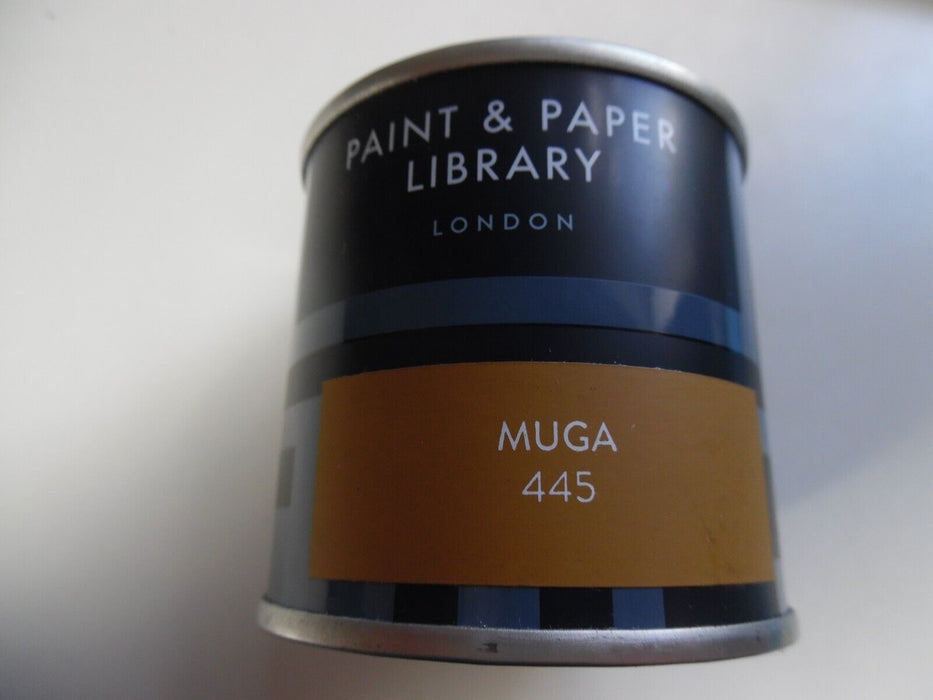 PAINT & PAPER
LIBRARY
LONDON
MUGA
445